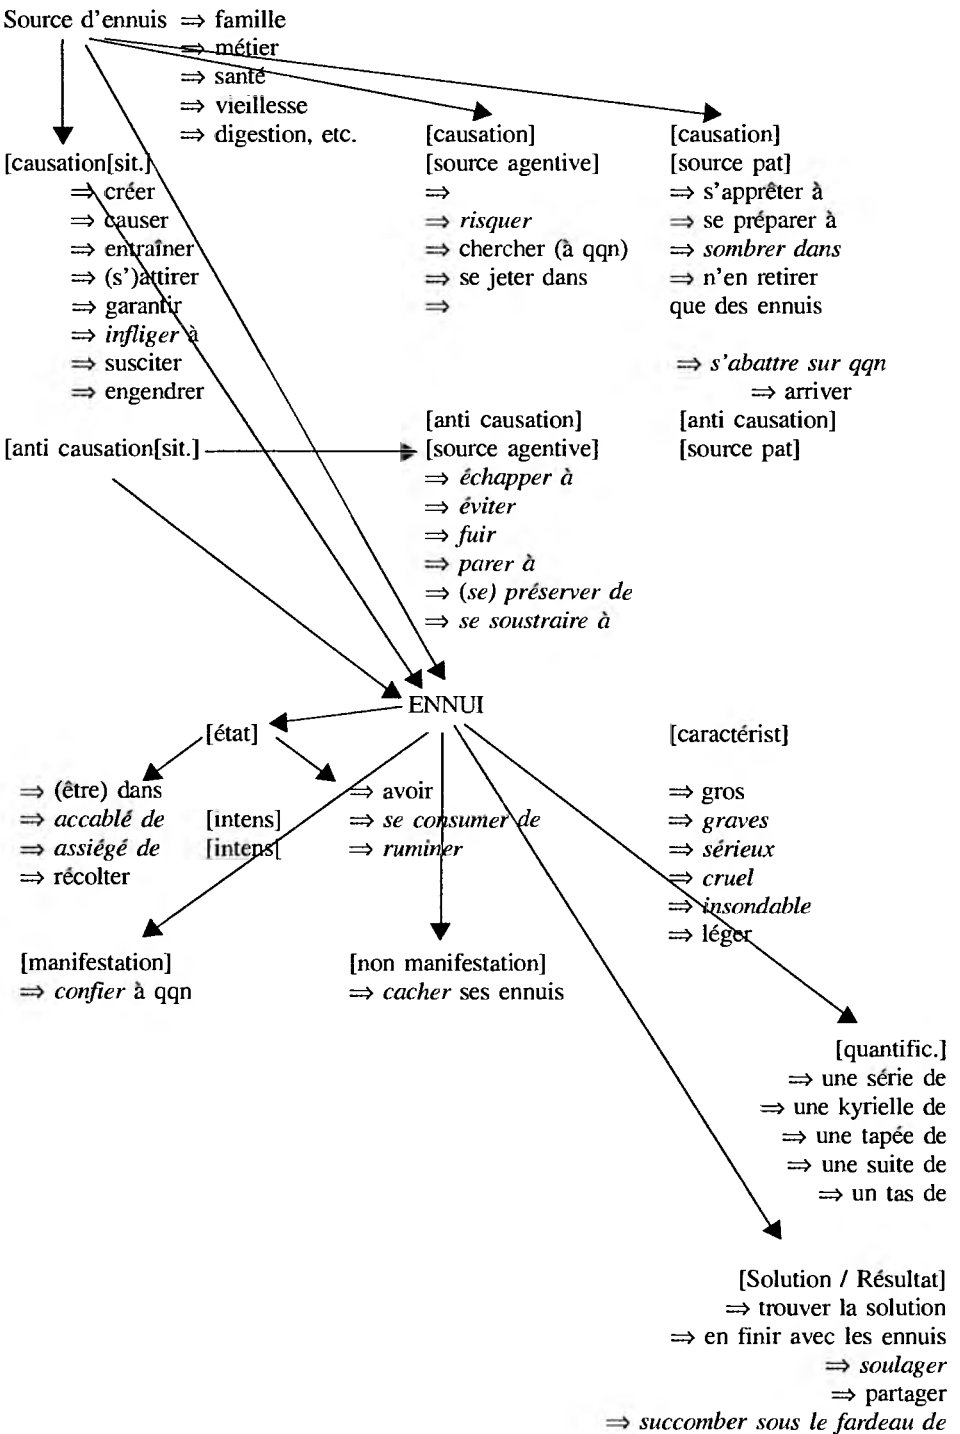 Source d'ennuis ⇒ famille
⇒ métier
⇒ santé
⇒ vieillesse
⇒ digestion, etc.
[causation[sit.]
⇒ créer
⇒ causer
⇒ entraîner
⇒ (s')attirer
⇒ garantir
⇒ infliger à
⇒ susciter
⇒ engendrer
[causation]
[source agentive]
⇒
⇒ risquer
⇒ chercher (à qqn)
⇒ se jeter dans
⇒
[causation]
[source pat]
⇒ s'apprêter à
⇒ se préparer à
⇒ sombrer dans
⇒ n'en retirer
que des ennuis
⇒ s'abattre sur qqn
⇒ arriver
[anti causation[sit.]
[anti causation]
[source agentive]
⇒ échapper à
⇒ éviter
⇒ fuir
⇒ parer à
⇒ (se) préserver de
⇒ se soustraire à
[anti causation]
[source pat]
ENNUI
[état]
⇒ (être) dans
⇒ accablé de [intens]
⇒ assiégé de [intens[
⇒ récolter
⇒ avoir
⇒ se consumer de
⇒ ruminer
[caractérist]
⇒ gros
⇒ graves
⇒ sérieux
⇒ cruel
⇒ insondable
⇒ léger
[manifestation]
⇒ confier à qqn
[non manifestation]
⇒ cacher ses ennuis
[quantific.]
⇒ une série de
⇒ une kyrielle de
⇒ une tapée de
⇒ une suite de
⇒ un tas de
[Solution / Résultat]
⇒ trouver la solution
⇒ en finir avec les ennuis
⇒ soulager
⇒ partager
⇒ succomber sous le fardeau de